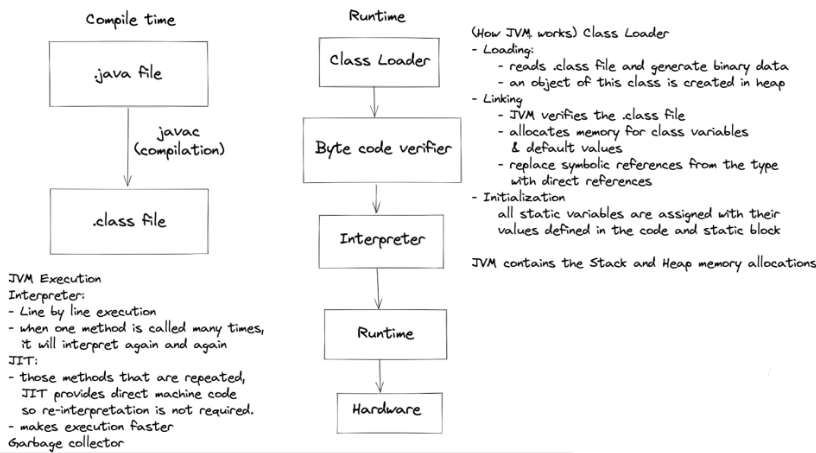 Compile time
.java file
javac
(compilation)
.class file
JVM Execution
Interpreter:
- Line by line execution
- when one method is called many times,
it will interpret again and again
JIT:
- those methods that are repeated,
JIT provides direct machine code
so re-interpretation is not required.
- makes execution faster
Garbage collector
Runtime
Class Loader
Byte code verifier
Interpreter
Runtime
Hardware
(How JVM works) Class Loader
- Loading:
- reads .class file and generate binary data
- an object of this class is created in heap
- Linking
- JVM verifies the .class file
- allocates memory for class variables
& default values
- replace symbolic references from the type
with direct references
- Initialization
all static variables are assigned with their
values defined in the code and static block
JVM contains the Stack and Heap memory allocations